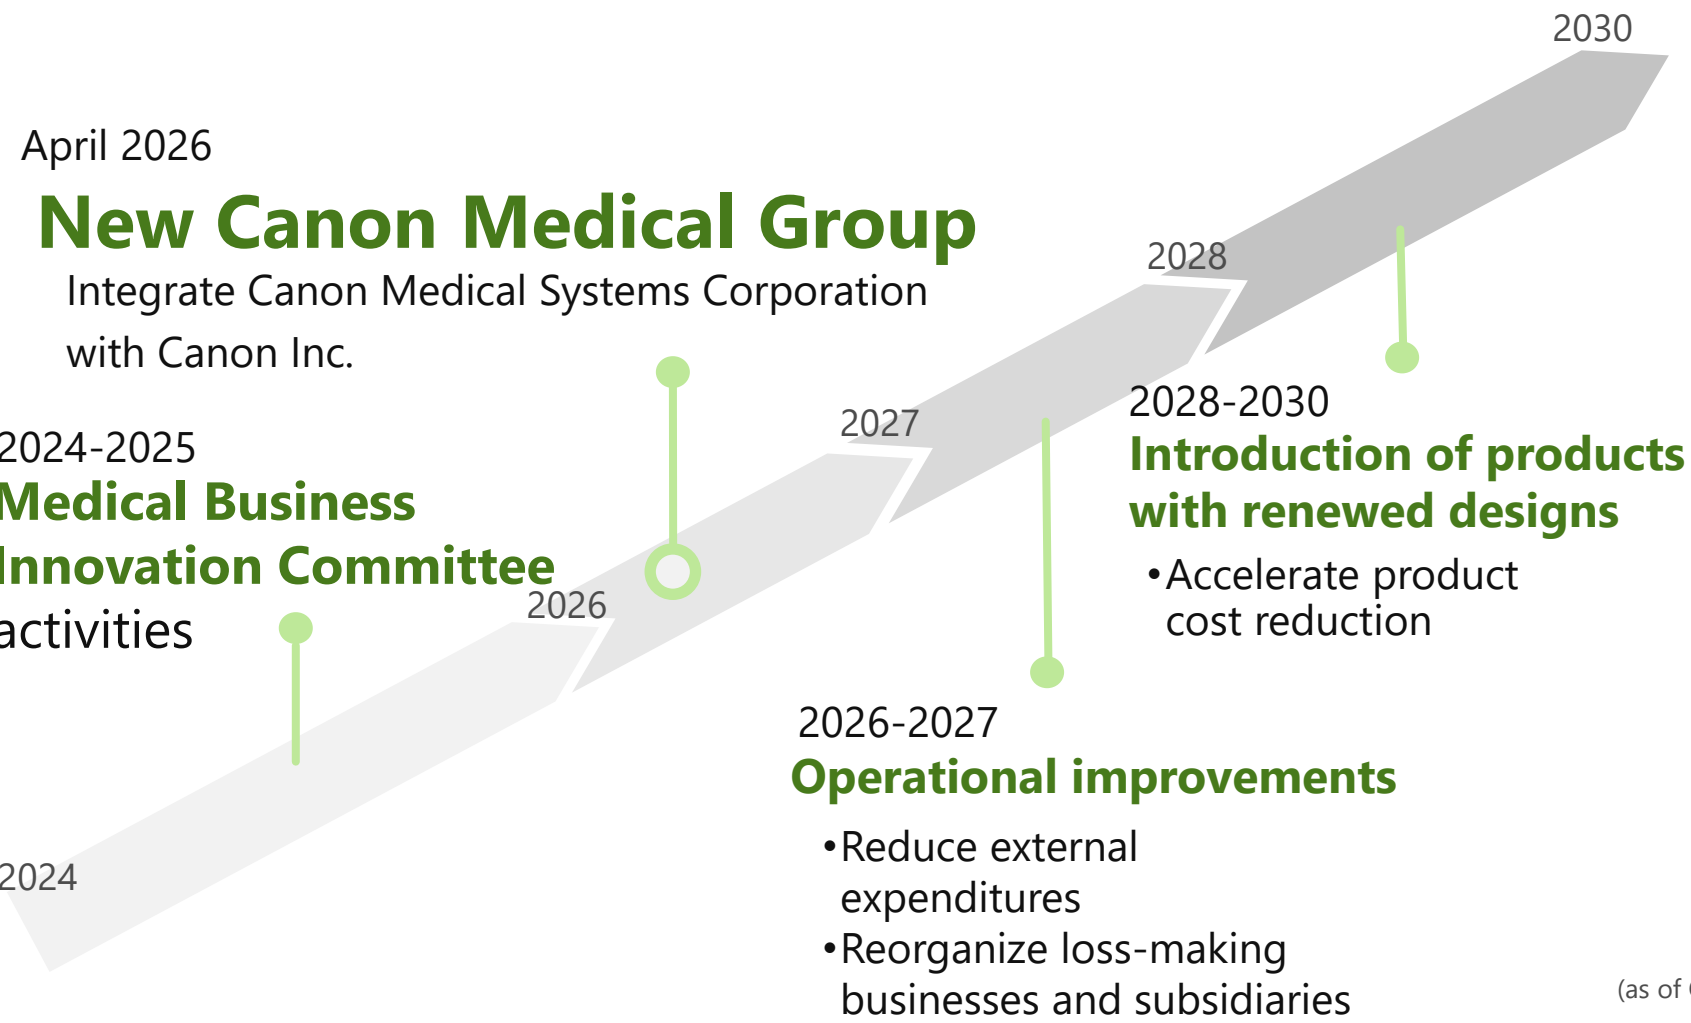 2030
April 2026
New Canon Medical Group
Integrate Canon Medical Systems Corporation
with Canon Inc.
2028
2027
2024-2025
Medical Business
Innovation Committee
activities
2026
2024
2028-2030
Introduction of products
with renewed designs
•Accelerate product
cost reduction
2026-2027
Operational improvements
•Reduce external
expenditures
•Reorganize loss-making
businesses and subsidiaries
(as of